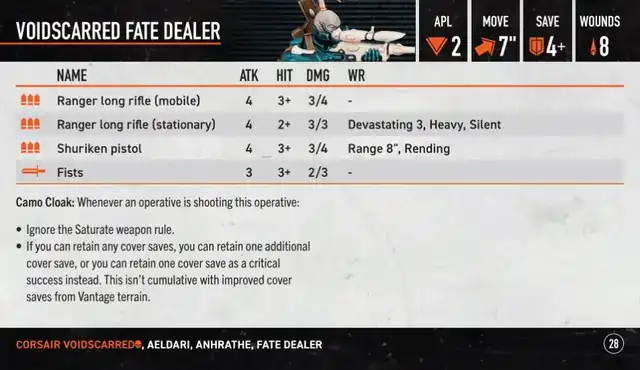 VOIDSCARRED FATE DEALER
APL 2
MOVE 7"
SAVE 4+
WOUNDS 8
NAME ATK HIT DMG WR
Ranger long rifle (mobile) 4 3+ 3/4 -
Ranger long rifle (stationary) 4 2+ 3/3 Devastating 3, Heavy, Silent
Shuriken pistol 4 3+ 3/4 Range 8", Rending
Fists 3 3+ 2/3 -
Camo Cloak: Whenever an operative is shooting this operative:
• Ignore the Saturate weapon rule.
• If you can retain any cover saves, you can retain one additional
cover save, or you can retain one cover save as a critical
success instead. This isn't cumulative with improved cover
saves from Vantage terrain.
CORSAIR VOIDSCARRED, AELDARI, ANHRATHE, FATE DEALER
28